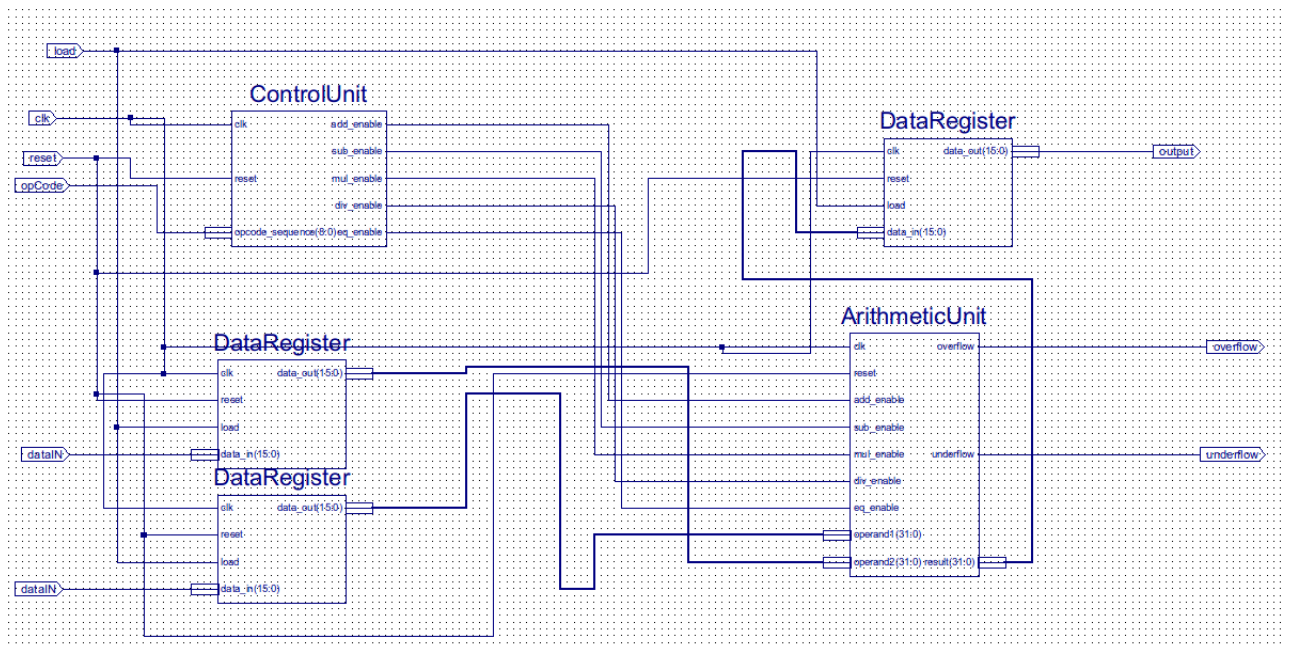 load
clk
reset
opCode
ControlUnit
clk
add_enable
sub_enable
reset
mul_enable
div_enable
opcode_sequence(8:0)
eq_enable
DataRegister
clk
data_out(15:0)
reset
load
data_in(15:0)
output
DataRegister
clk
data_out(15:0)
reset
load
data_in(15:0)
dataIN
DataRegister
clk
data_out(15:0)
reset
load
data_in(15:0)
dataIN
ArithmeticUnit
clk
overflow
reset
add_enable
sub_enable
mul_enable
underflow
div_enable
eq_enable
operand1(31:0)
operand2(31:0)
result(31:0)
overflow
underflow